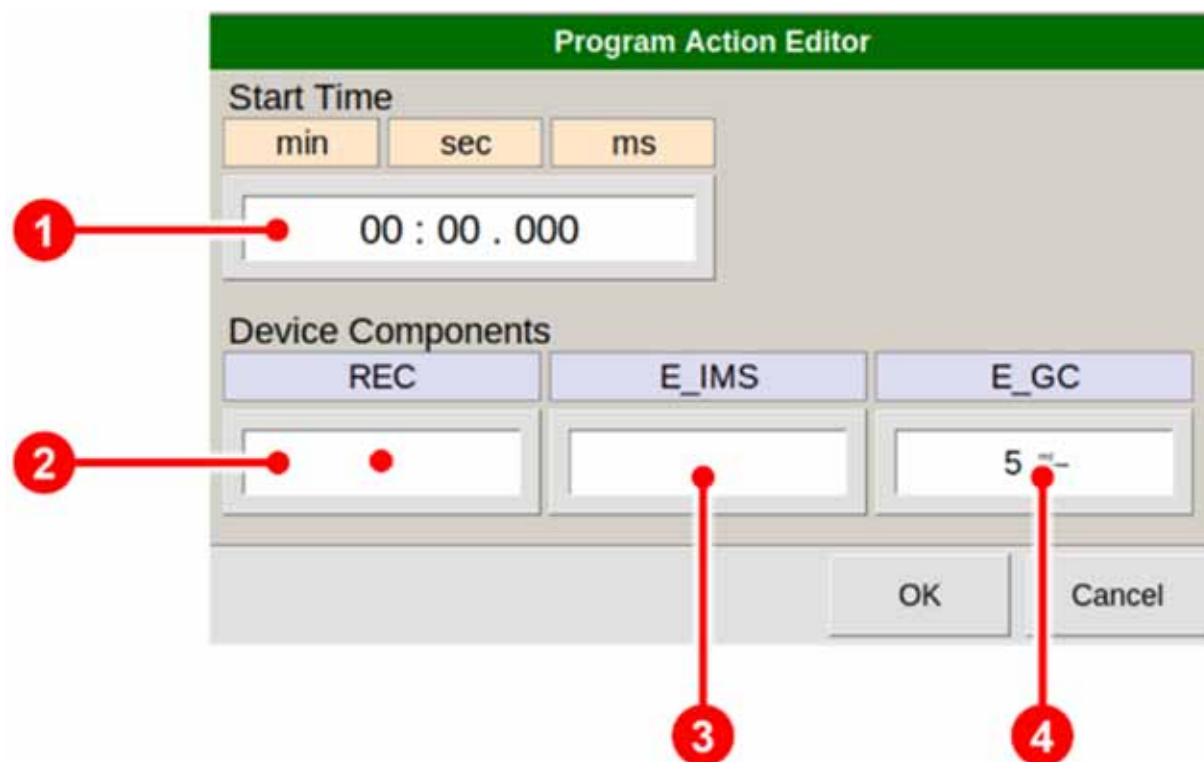 Program Action Editor
Start Time
min sec ms
1
00 : 00 . 000
Device Components
REC E_IMS E_GC
2
5
OK Cancel
3 4